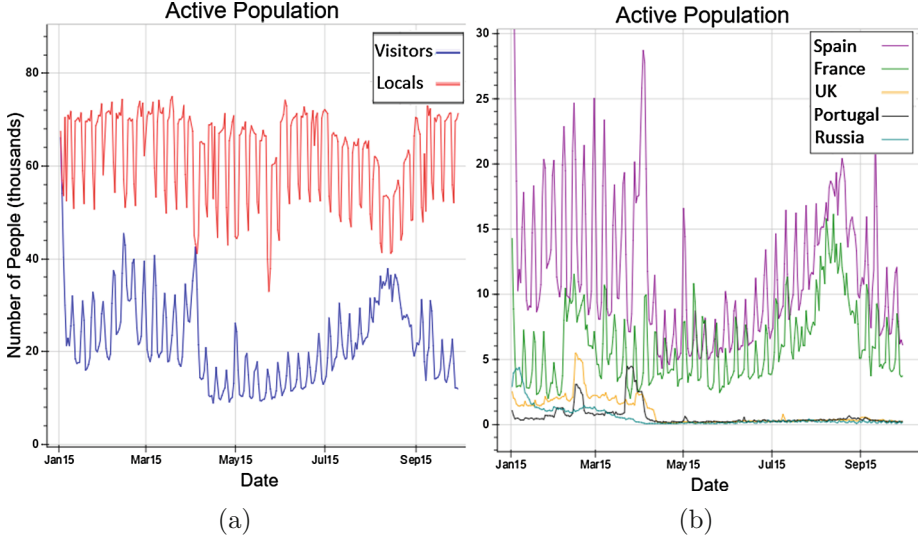 Active Population
Number of People (thousands)
80
60
40
20
0
Visitors
Locals
Jan15 Mar15 May15 Jul15 Sep15
Date
(a)
Active Population
30
25
20
15
10
5
0
Spain
France
UK
Portugal
Russia
Jan15 Mar15 May15 Jul15 Sep15
Date
(b)